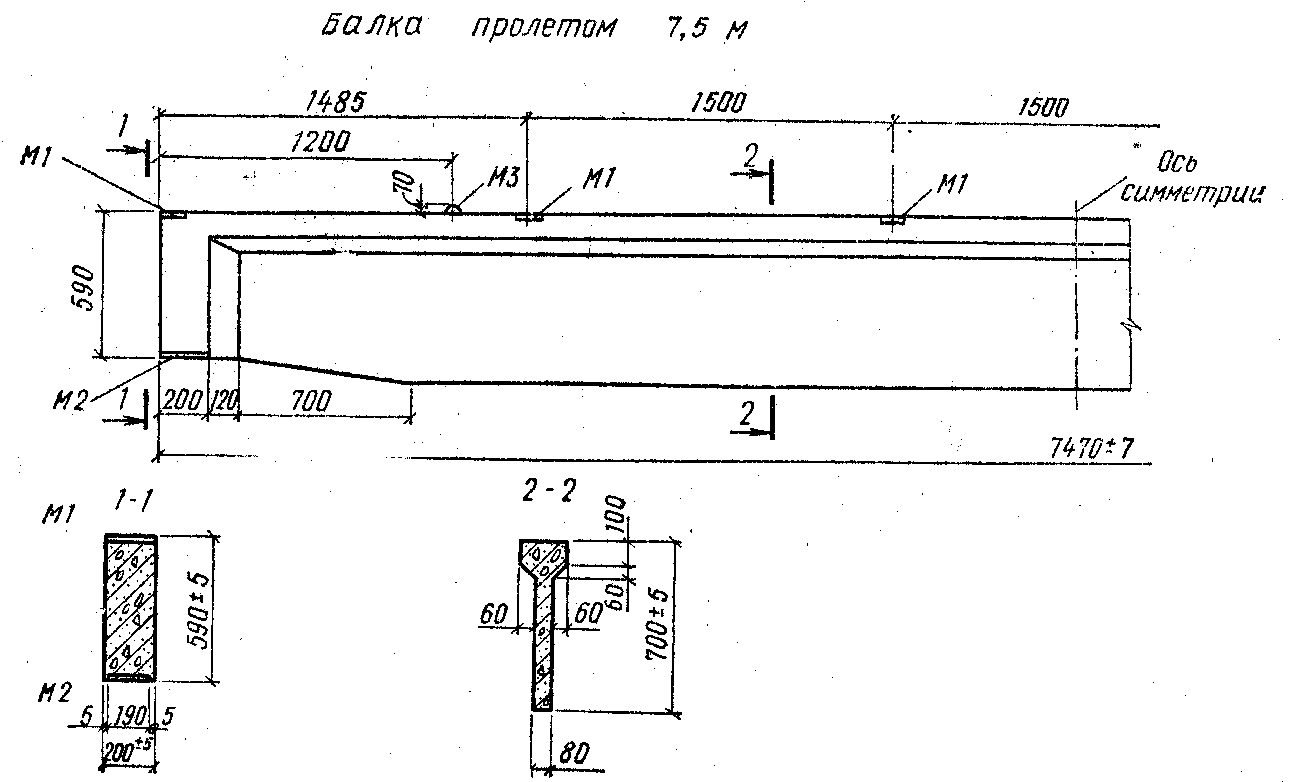 Балка пролетом 7,5 м
1485 1500 1500
1 1200
М1 70 М3 М1 2 М1 Ось
симметрии
590
М2 1 200 120 700 2
7470±7
1-1 2-2
М1 100
590±5 60 60 60 700±5
М2
5 190 5
200±5 80